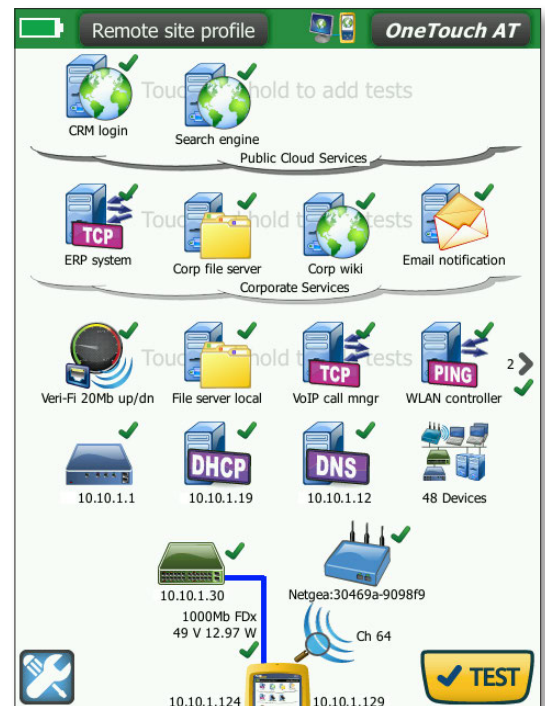 Remote site profile
OneTouch AT
Touch and hold to add tests
CRM login
Search engine
Public Cloud Services
Touch and hold to add tests
TCP
ERP system
Corp file server
Corp wiki
Email notification
Corporate Services
Touch and hold to add tests
TCP
PING
2
Veri-Fi 20Mb up/dn
File server local
VoIP call mngr
WLAN controller
DHCP
DNS
10.10.1.1
10.10.1.19
10.10.1.12
48 Devices
10.10.1.30
Netgea:30469a-9098f9
1000Mb FDx
49 V 12.97 W
Ch 64
TEST
10.10.1.124
10.10.1.129